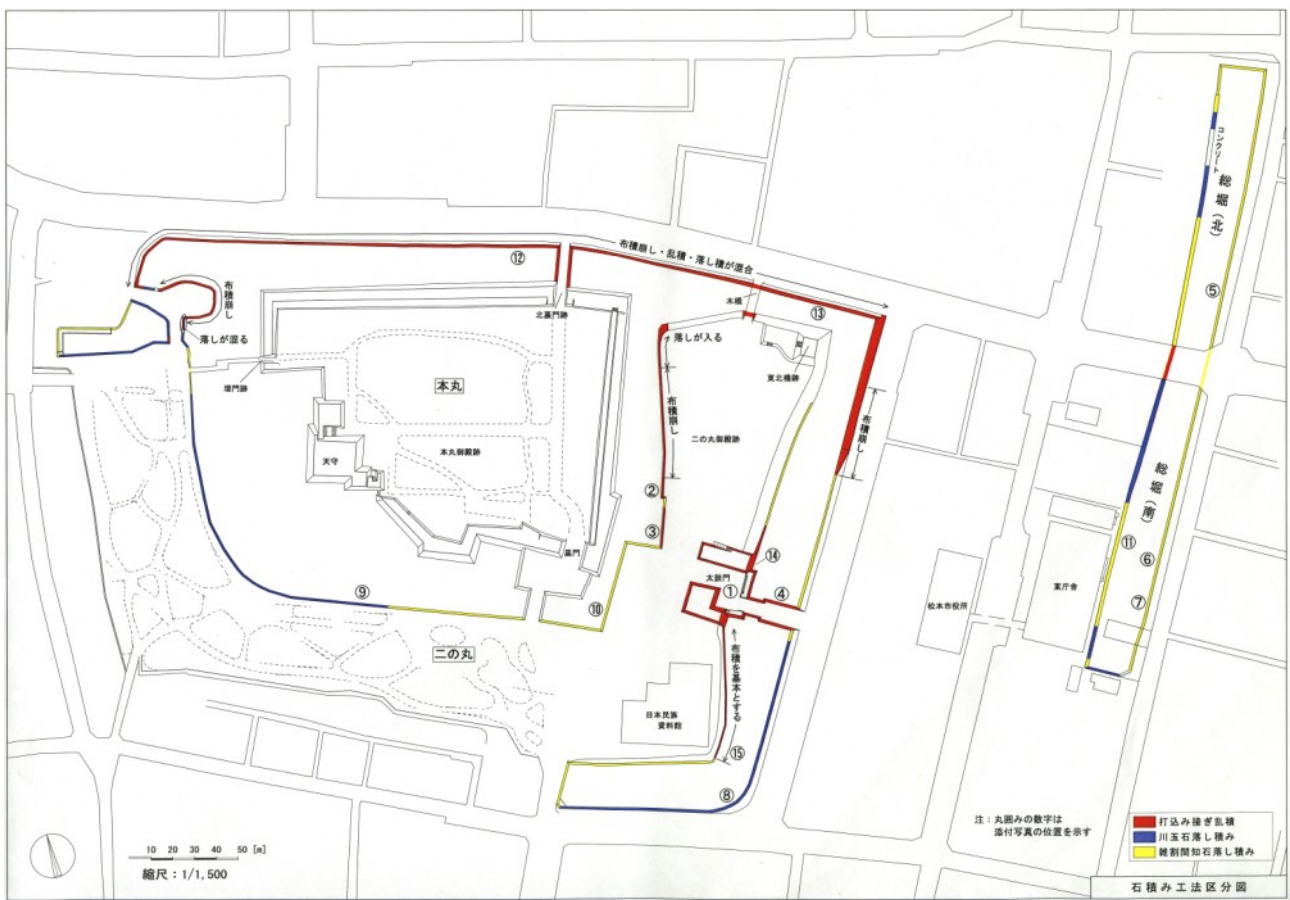 コンクリート
総堀（北）
⑤
布積崩し・乱積・落し積が混合
⑫
布積崩し
木橋
⑬
北裏門跡
落しが混る
落しが入る
東北櫓跡
本丸
布積崩し
布積崩し
二の丸御殿跡
本丸御殿跡
天守
総堀（南）
②
③
⑪
⑥
⑭
太鼓門
①
④
東庁舎
松本市役所
⑨
⑩
⑦
二の丸
布積を基本とする
日本民族
資料館
⑮
⑧
注：丸囲みの数字は
添付写真の位置を示す
打込み接ぎ乱積
川玉石落し積み
雑割間知石落し積み
10 20 30 40 50 [m]
縮尺：1/1,500
石積み工法区分図